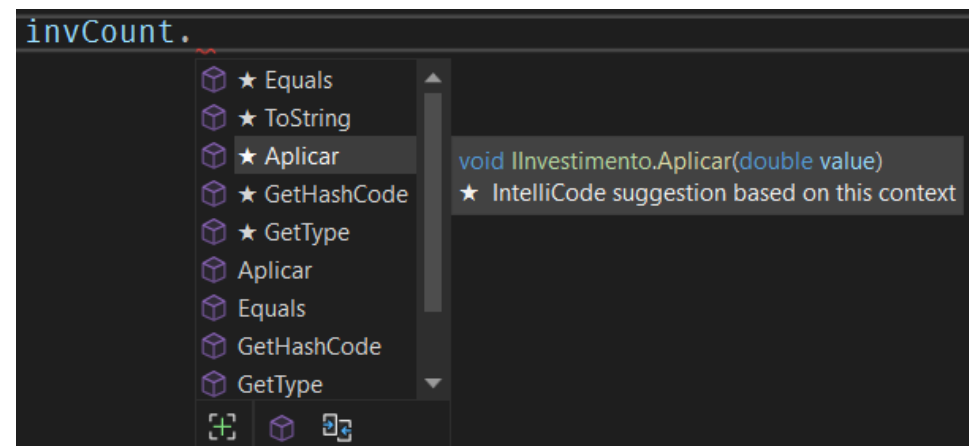 invCount.
★ Equals
★ ToString
★ Aplicar
★ GetHashCode
★ GetType
Aplicar
Equals
GetHashCode
GetType
void IInvestimento.Aplicar(double value)
★ IntelliCode suggestion based on this context